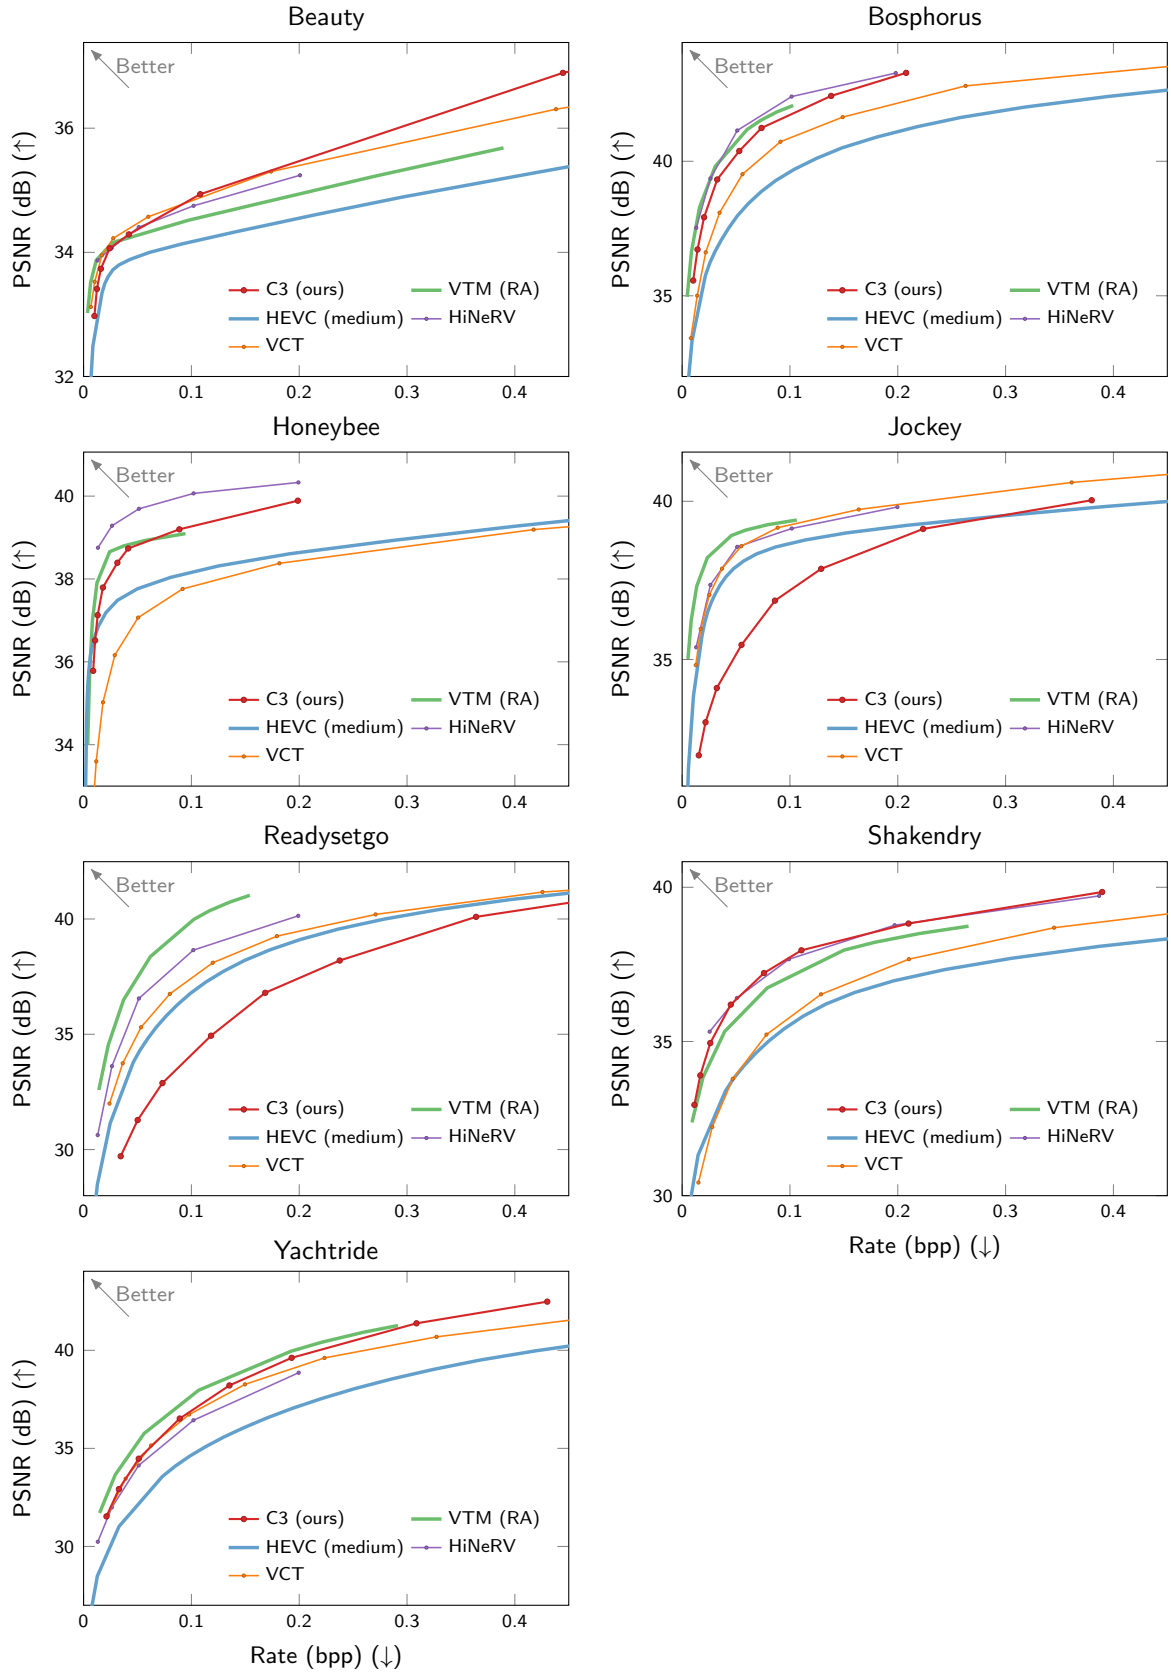 Beauty
Better
PSNR (dB) (↑)
36
34
32
0
0.1
0.2
0.3
0.4
C3 (ours)
VTM (RA)
HEVC (medium)
HiNeRV
VCT
Bosphorus
Better
PSNR (dB) (↑)
40
35
0
0.1
0.2
0.3
0.4
C3 (ours)
VTM (RA)
HEVC (medium)
HiNeRV
VCT
Honeybee
Better
PSNR (dB) (↑)
40
38
36
34
0
0.1
0.2
0.3
0.4
C3 (ours)
VTM (RA)
HEVC (medium)
HiNeRV
VCT
Jockey
Better
PSNR (dB) (↑)
40
35
0
0.1
0.2
0.3
0.4
C3 (ours)
VTM (RA)
HEVC (medium)
HiNeRV
VCT
Readysetgo
Better
PSNR (dB) (↑)
40
35
30
0
0.1
0.2
0.3
0.4
C3 (ours)
VTM (RA)
HEVC (medium)
HiNeRV
VCT
Shakendry
Better
PSNR (dB) (↑)
40
35
30
0
0.1
0.2
0.3
0.4
C3 (ours)
VTM (RA)
HEVC (medium)
HiNeRV
VCT
Rate (bpp) (↓)
Yachtride
Better
PSNR (dB) (↑)
40
35
30
0
0.1
0.2
0.3
0.4
C3 (ours)
VTM (RA)
HEVC (medium)
HiNeRV
VCT
Rate (bpp) (↓)